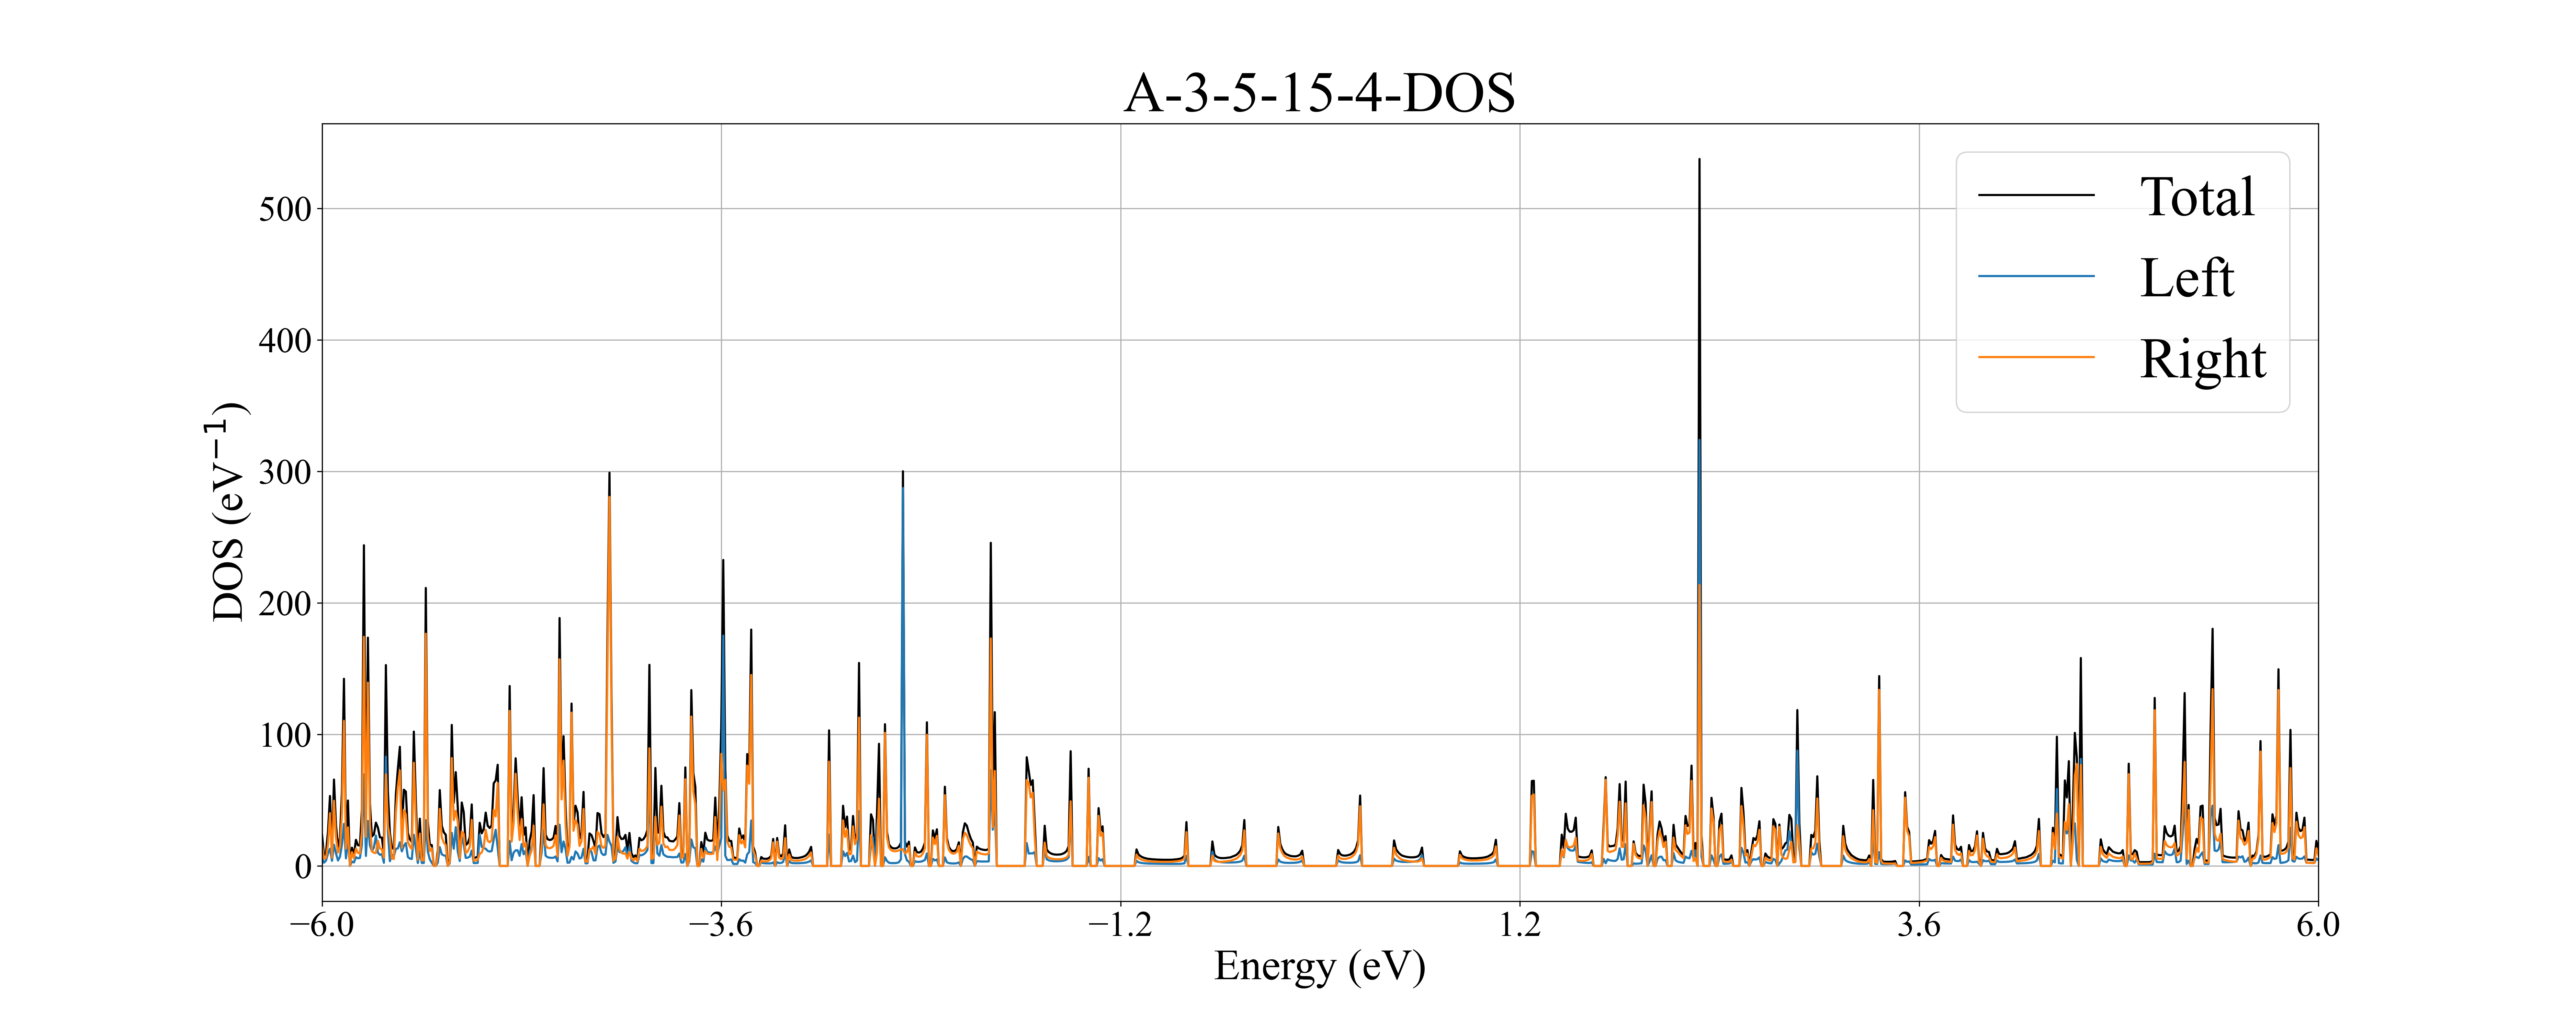 A-3-5-15-4-DOS
Total
Left
Right
DOS (eV⁻¹)
500
400
300
200
100
0
−6.0
−3.6
−1.2
1.2
3.6
6.0
Energy (eV)